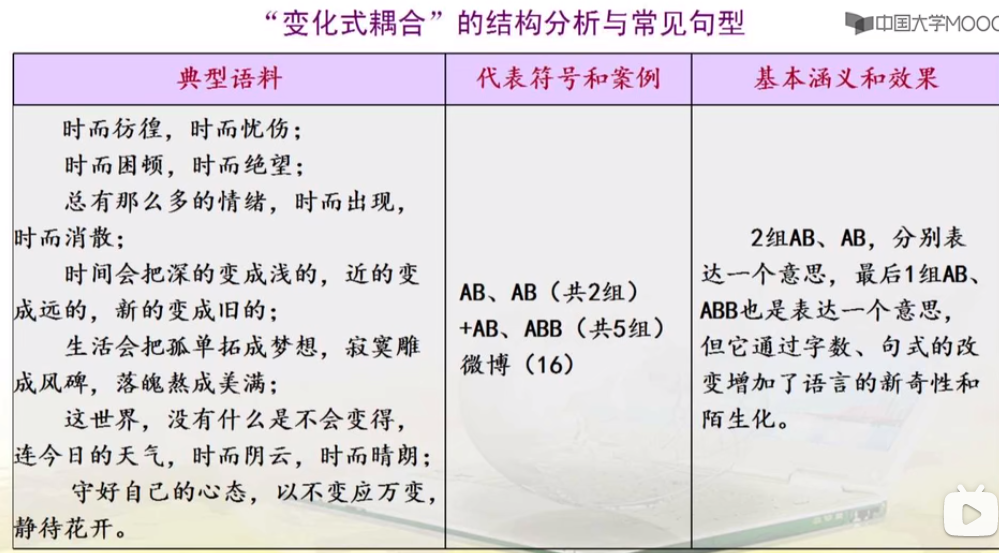 “变化式耦合”的结构分析与常见句型
中国大学MOOC
典型语料
代表符号和案例
基本涵义和效果
时而彷徨，时而忧伤；
时而困顿，时而绝望；
总有那么多的情绪，时而出现，
时而消散；
时间会把深的变成浅的，近的变
成远的，新的变成旧的；
生活会把孤单拓成梦想，寂寞雕
成风碑，落魄熬成美满；
这世界，没有什么是不会变得，
连今日的天气，时而阴云，时而晴朗；
守好自己的心态，以不变应万变，
静待花开。
AB、AB（共2组）
+AB、ABB（共5组）
微博（16）
2组AB、AB，分别表
达一个意思，最后1组AB、
ABB也是表达一个意思，
但它通过字数、句式的改
变增加了语言的新奇性和
陌生化。